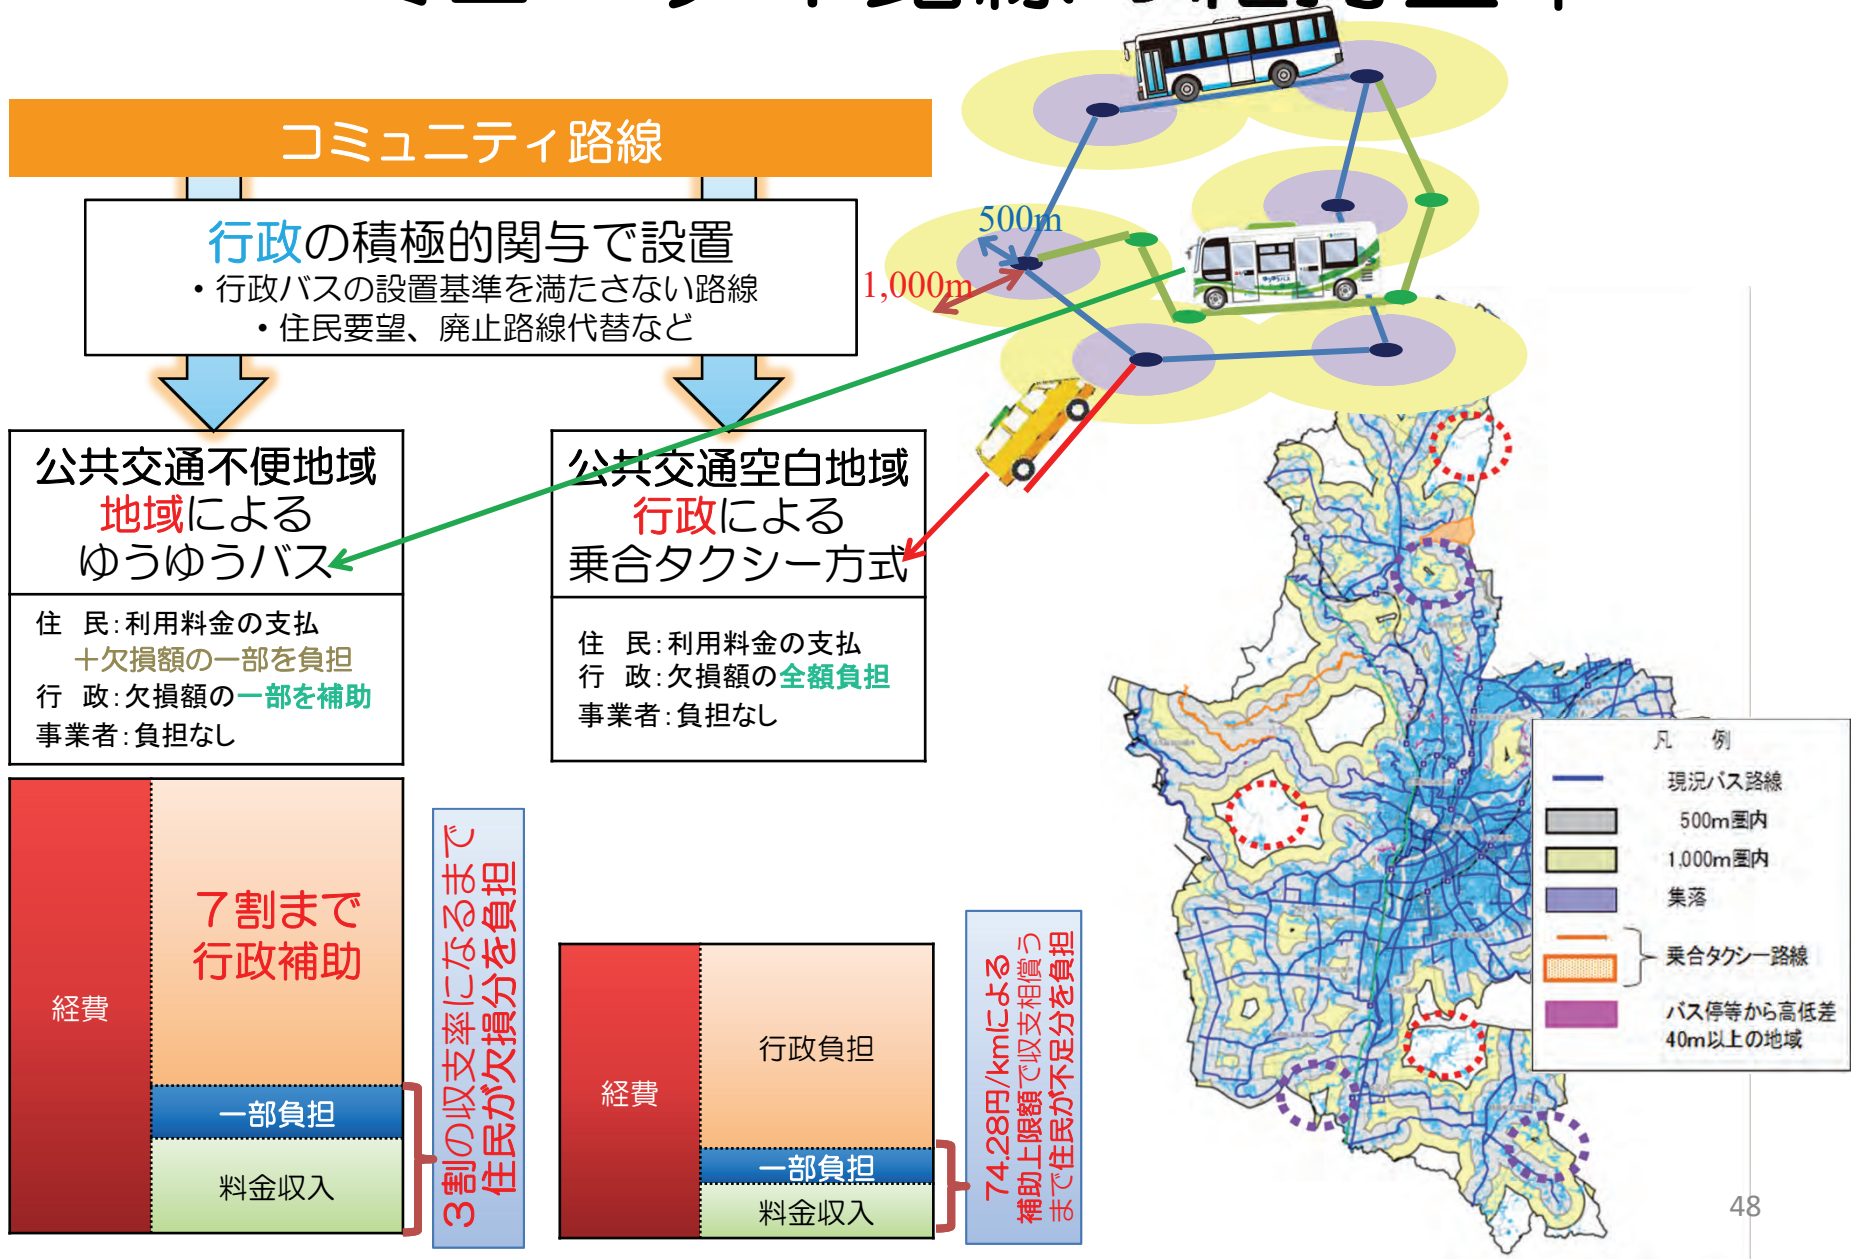 コミュニティ路線
行政の積極的関与で設置
・行政バスの設置基準を満たさない路線
・住民要望、廃止路線代替など
500m
1,000m
公共交通不便地域
地域による
ゆうゆうバス
住　民：利用料金の支払
＋欠損額の一部を負担
行　政：欠損額の一部を補助
事業者：負担なし
公共交通空白地域
行政による
乗合タクシー方式
住　民：利用料金の支払
行　政：欠損額の全額負担
事業者：負担なし
経費
７割まで
行政補助
一部負担
料金収入
３割の収支率になるまで
住民が欠損分を負担
経費
行政負担
一部負担
料金収入
74.28円/kmによる
補助上限額で収支相償う
まで住民が不足分を負担
凡　例
現況バス路線
500m圏内
1,000m圏内
集落
乗合タクシー路線
バス停等から高低差
40m以上の地域
48